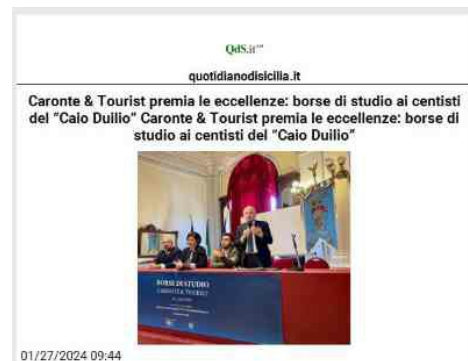 QdS.it
quotidianodisicilia.it
Caronte & Tourist premia le eccellenze: borse di studio ai centisti
del "Caio Duilio" Caronte & Tourist premia le eccellenze: borse di
studio ai centisti del "Caio Duilio"
BORSE DI STUDIO
CARONTE & TOURIST
01/27/2024 09:44